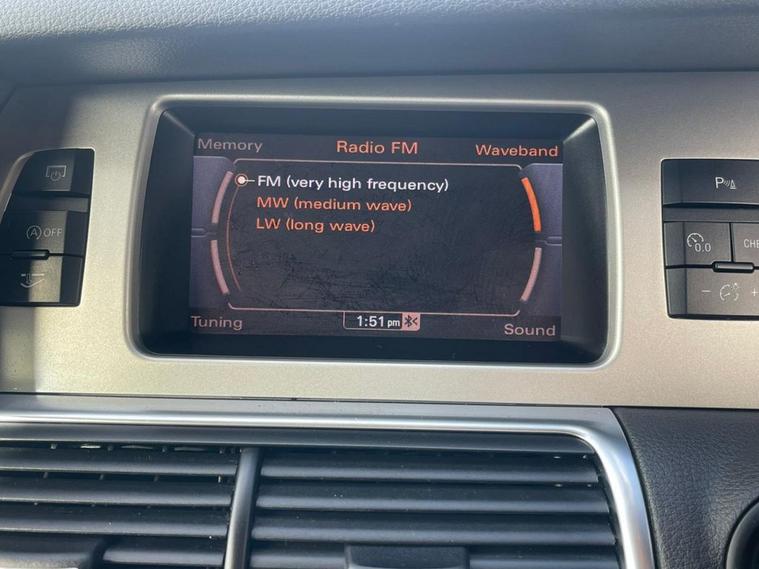 Memory
Radio FM
Waveband
FM (very high frequency)
MW (medium wave)
LW (long wave)
Tuning
1:51 pm
Sound
A OFF
P
0.0
CHE
- +